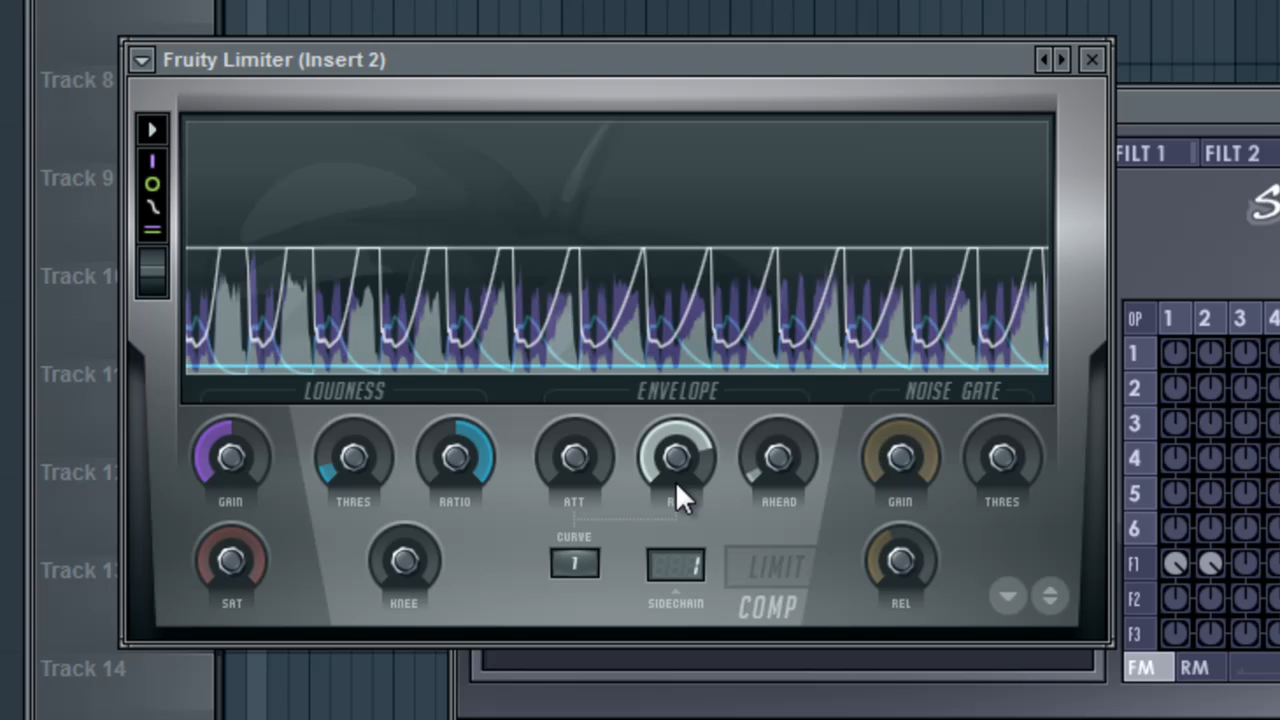 Fruity Limiter (Insert 2)
Track 8
Track 9
Track 14
LOUDNESS
ENVELOPE
NOISE GATE
GAIN
THRES
RATIO
ATT
AHEAD
GAIN
THRES
CURVE
1
1
SIDECHAIN
LIMIT
COMP
SAT
KNEE
REL
FILT 1
FILT 2
OP 1 2 3 4
1
2
3
4
5
6
F1
F2
F3
FM RM